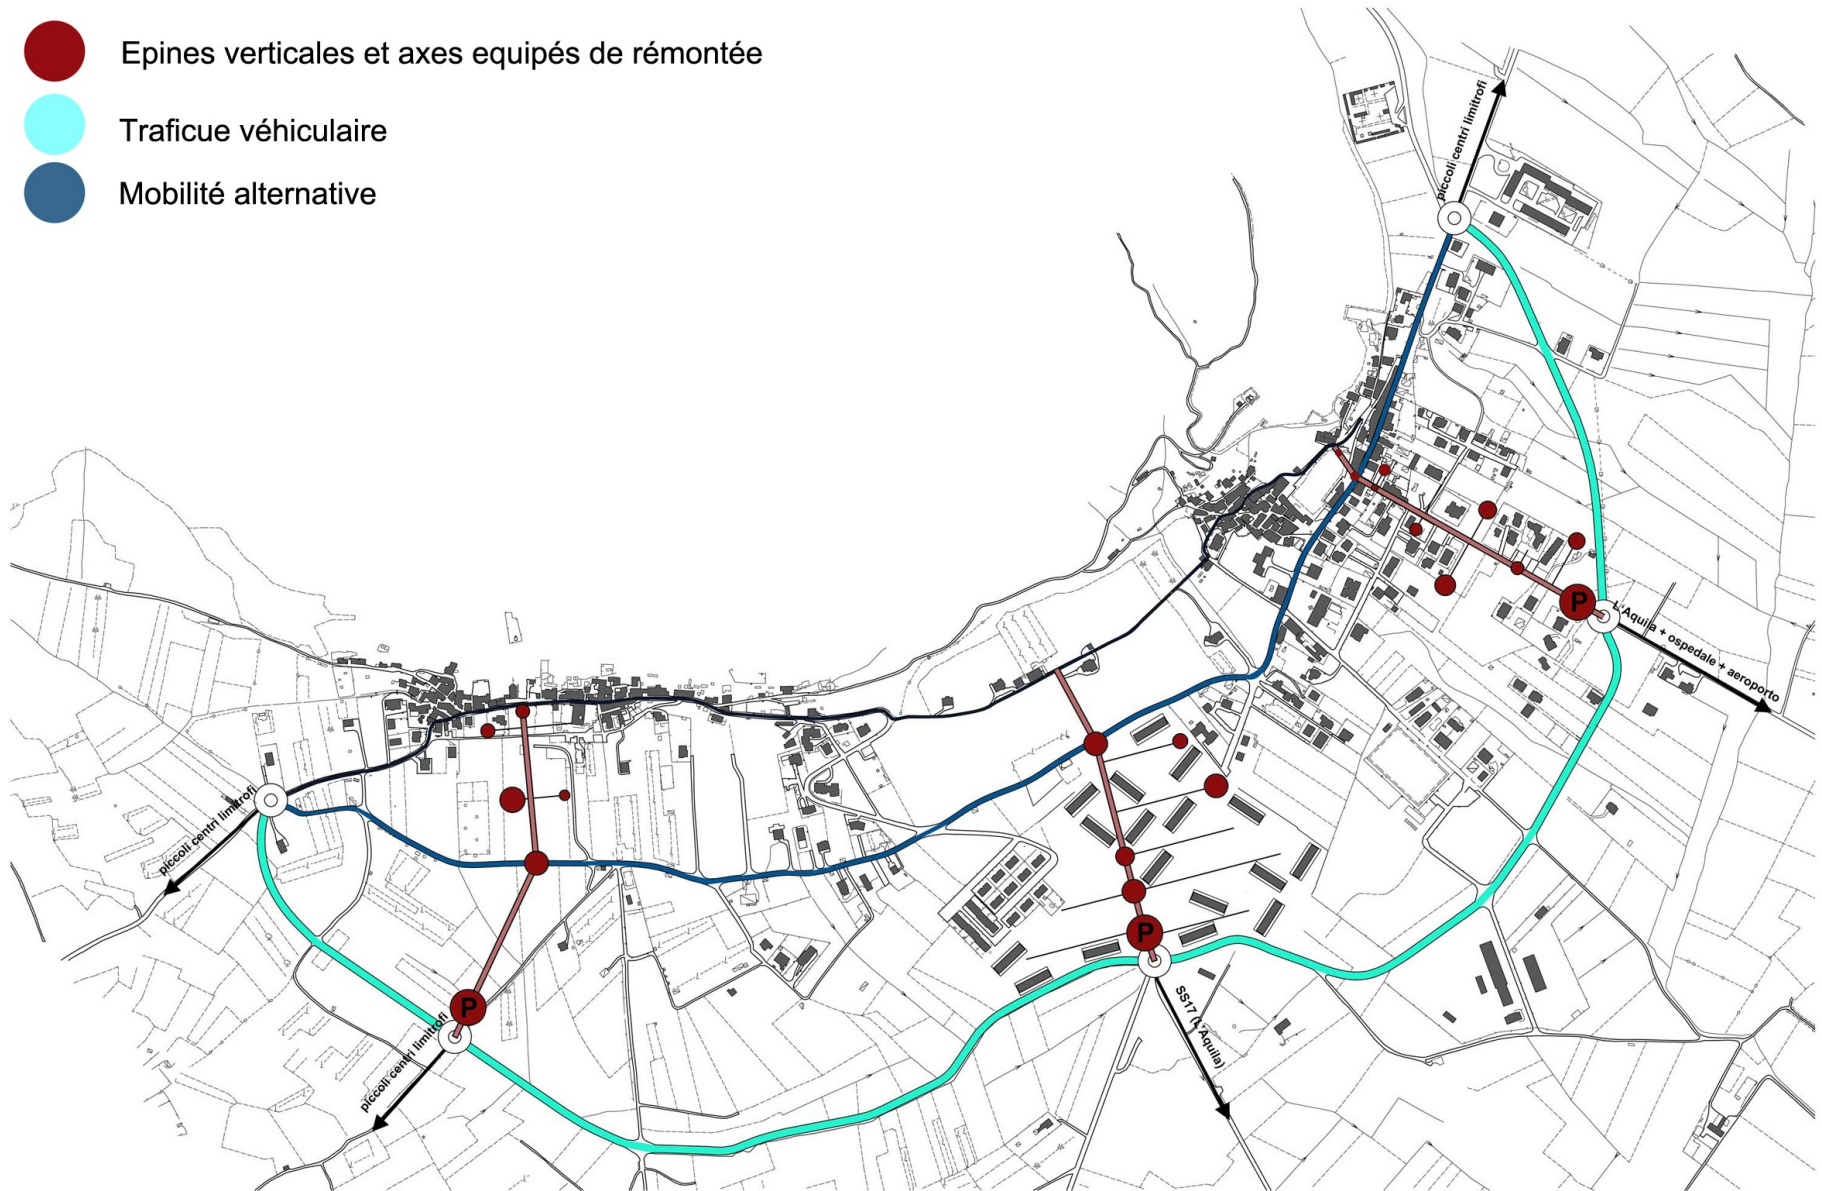 Epines verticales et axes equipés de rémontée
Traficue véhiculaire
Mobilité alternative
piccoli centri limitrofi
P
L'Aquila + ospedale + aeroporto
piccoli centri limitrofi
P
P
SS17 (L'Aquila)
piccoli centri limitrofi